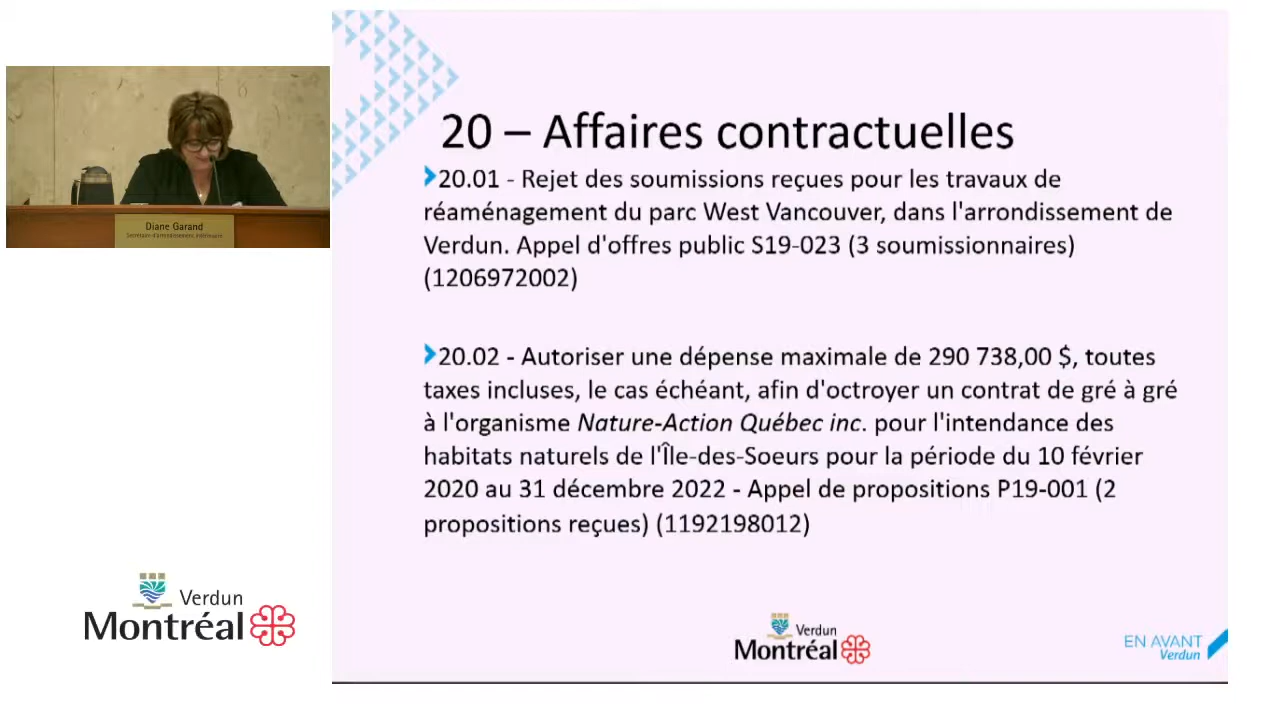 20 – Affaires contractuelles
20.01 - Rejet des soumissions reçues pour les travaux de
réaménagement du parc West Vancouver, dans l'arrondissement de
Verdun. Appel d'offres public S19-023 (3 soumissionnaires)
(1206972002)
20.02 - Autoriser une dépense maximale de 290 738,00 $, toutes
taxes incluses, le cas échéant, afin d'octroyer un contrat de gré à gré
à l'organisme Nature-Action Québec inc. pour l'intendance des
habitats naturels de l'Île-des-Soeurs pour la période du 10 février
2020 au 31 décembre 2022 - Appel de propositions P19-001 (2
propositions reçues) (1192198012)
Diane Garand
Secrétaire d'arrondissement intérimaire
Verdun
Montréal
Verdun
Montréal
EN AVANT
Verdun